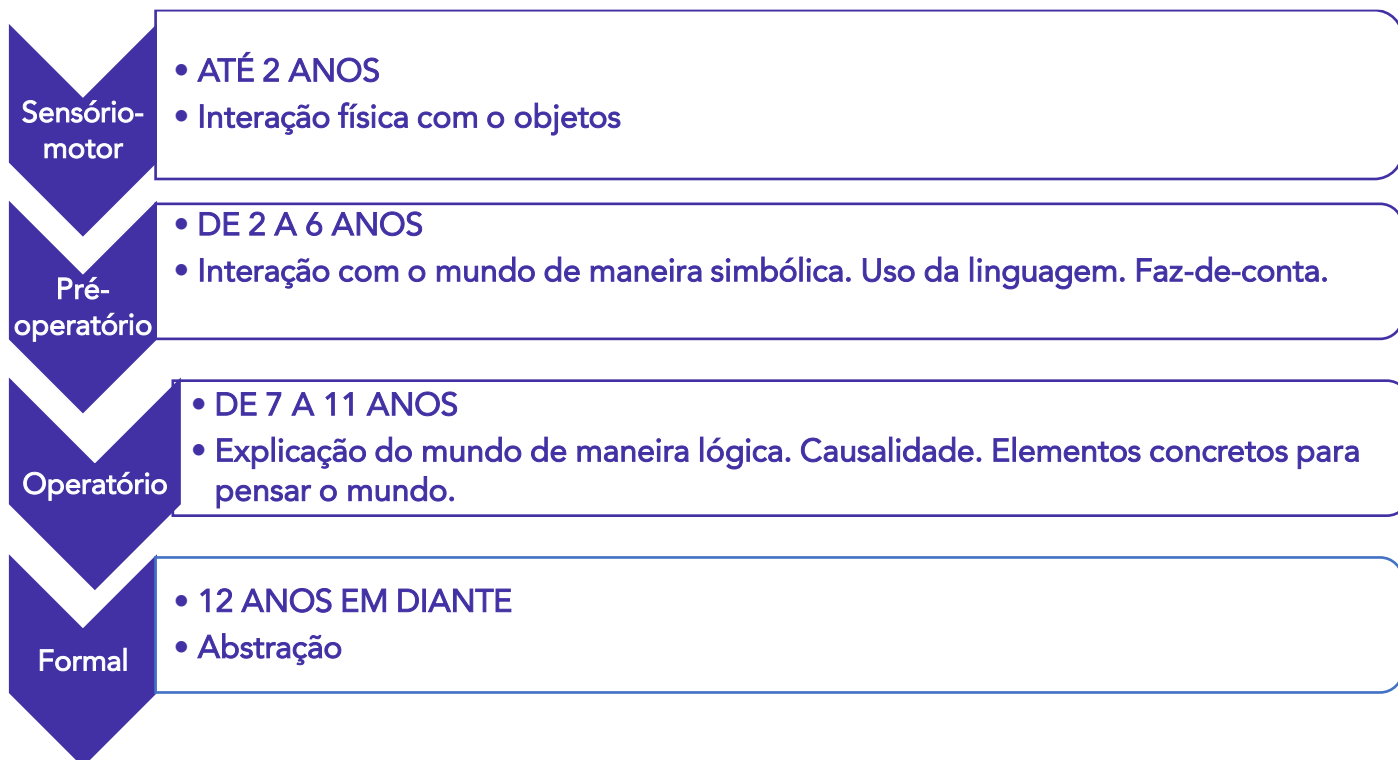 Sensório-
motor
• ATÉ 2 ANOS
• Interação física com o objetos
Pré-
operatório
• DE 2 A 6 ANOS
• Interação com o mundo de maneira simbólica. Uso da linguagem. Faz-de-conta.
Operatório
• DE 7 A 11 ANOS
• Explicação do mundo de maneira lógica. Causalidade. Elementos concretos para
pensar o mundo.
Formal
• 12 ANOS EM DIANTE
• Abstração